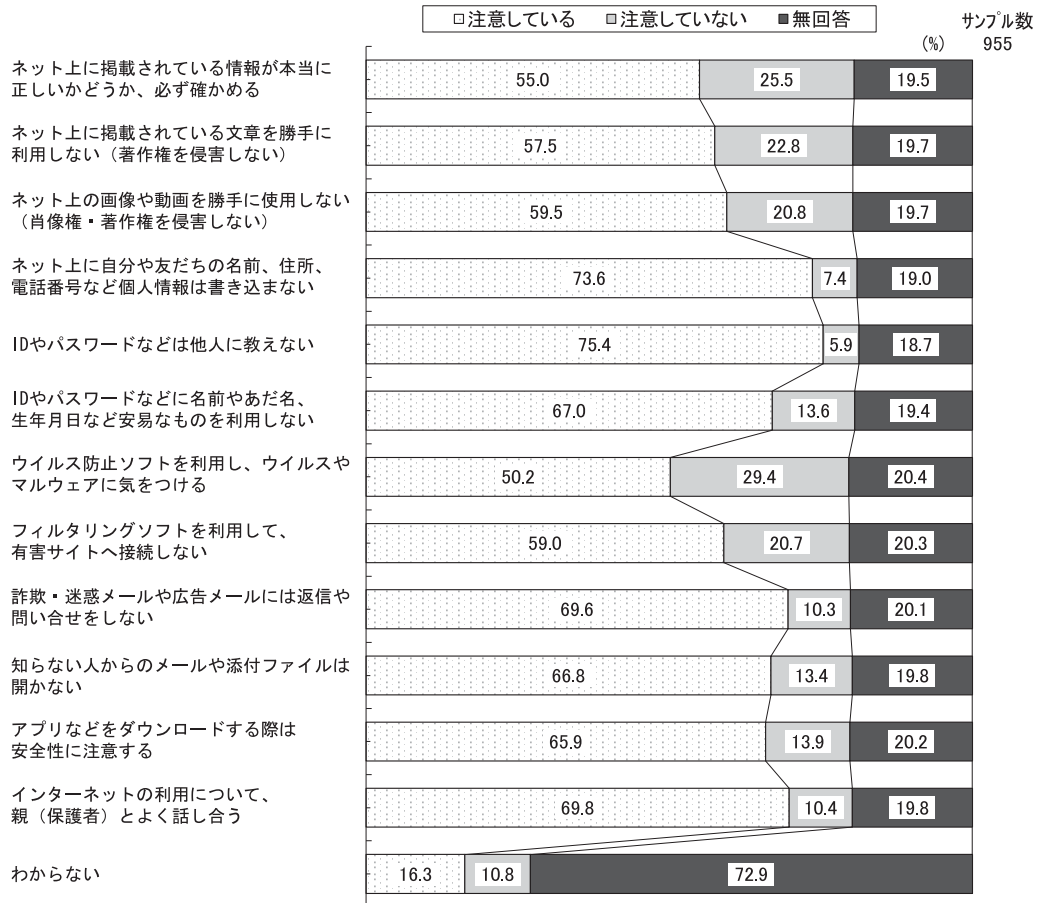 注意している 注意していない 無回答
サンプル数
(%) 955
ネット上に掲載されている情報が本当に
正しいかどうか、必ず確かめる
55.0 25.5 19.5
ネット上に掲載されている文章を勝手に
利用しない（著作権を侵害しない）
57.5 22.8 19.7
ネット上の画像や動画を勝手に使用しない
（肖像権・著作権を侵害しない）
59.5 20.8 19.7
ネット上に自分や友だちの名前、住所、
電話番号など個人情報は書き込まない
73.6 7.4 19.0
IDやパスワードなどは他人に教えない
75.4 5.9 18.7
IDやパスワードなどに名前やあだ名、
生年月日など安易なものを利用しない
67.0 13.6 19.4
ウイルス防止ソフトを利用し、ウイルスや
マルウェアに気をつける
50.2 29.4 20.4
フィルタリングソフトを利用して、
有害サイトへ接続しない
59.0 20.7 20.3
詐欺・迷惑メールや広告メールには返信や
問い合せをしない
69.6 10.3 20.1
知らない人からのメールや添付ファイルは
開かない
66.8 13.4 19.8
アプリなどをダウンロードする際は
安全性に注意する
65.9 13.9 20.2
インターネットの利用について、
親（保護者）とよく話し合う
69.8 10.4 19.8
わからない
16.3 10.8 72.9